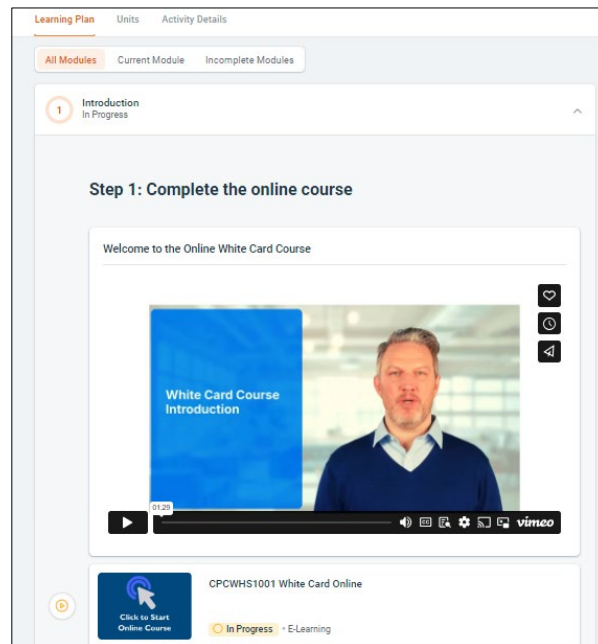 Learning Plan Units Activity Details
All Modules Current Module Incomplete Modules
1
Introduction
In Progress
Step 1: Complete the online course
Welcome to the Online White Card Course
White Card Course
Introduction
01:29
CC
vimeo
Click to Start
Online Course
CPCWHS1001 White Card Online
In Progress • E-Learning